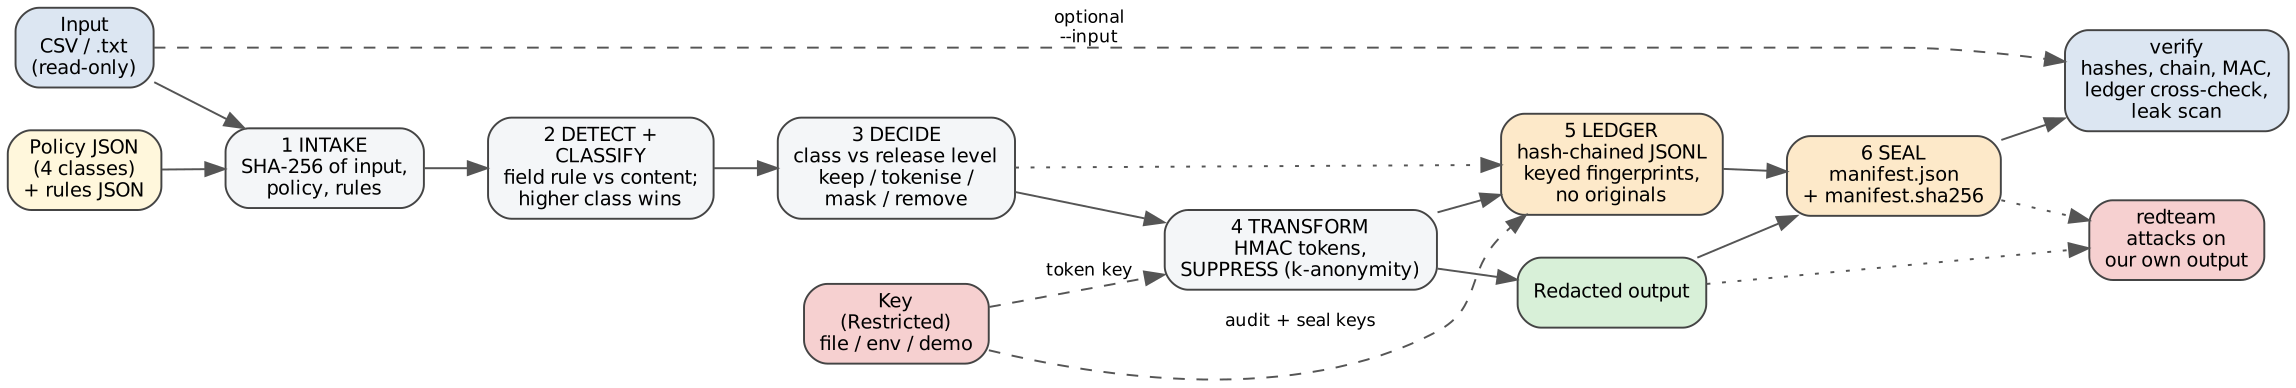 Input
CSV / .txt
(read-only)
optional
--input
verify
hashes, chain, MAC,
ledger cross-check,
leak scan
Policy JSON
(4 classes)
+ rules JSON
1 INTAKE
SHA-256 of input,
policy, rules
2 DETECT +
CLASSIFY
field rule vs content;
higher class wins
3 DECIDE
class vs release level
keep / tokenise /
mask / remove
4 TRANSFORM
HMAC tokens,
SUPPRESS (k-anonymity)
5 LEDGER
hash-chained JSONL
keyed fingerprints,
no originals
6 SEAL
manifest.json
+ manifest.sha256
redteam
attacks on
our own output
Key
(Restricted)
file / env / demo
token key
audit + seal keys
Redacted output